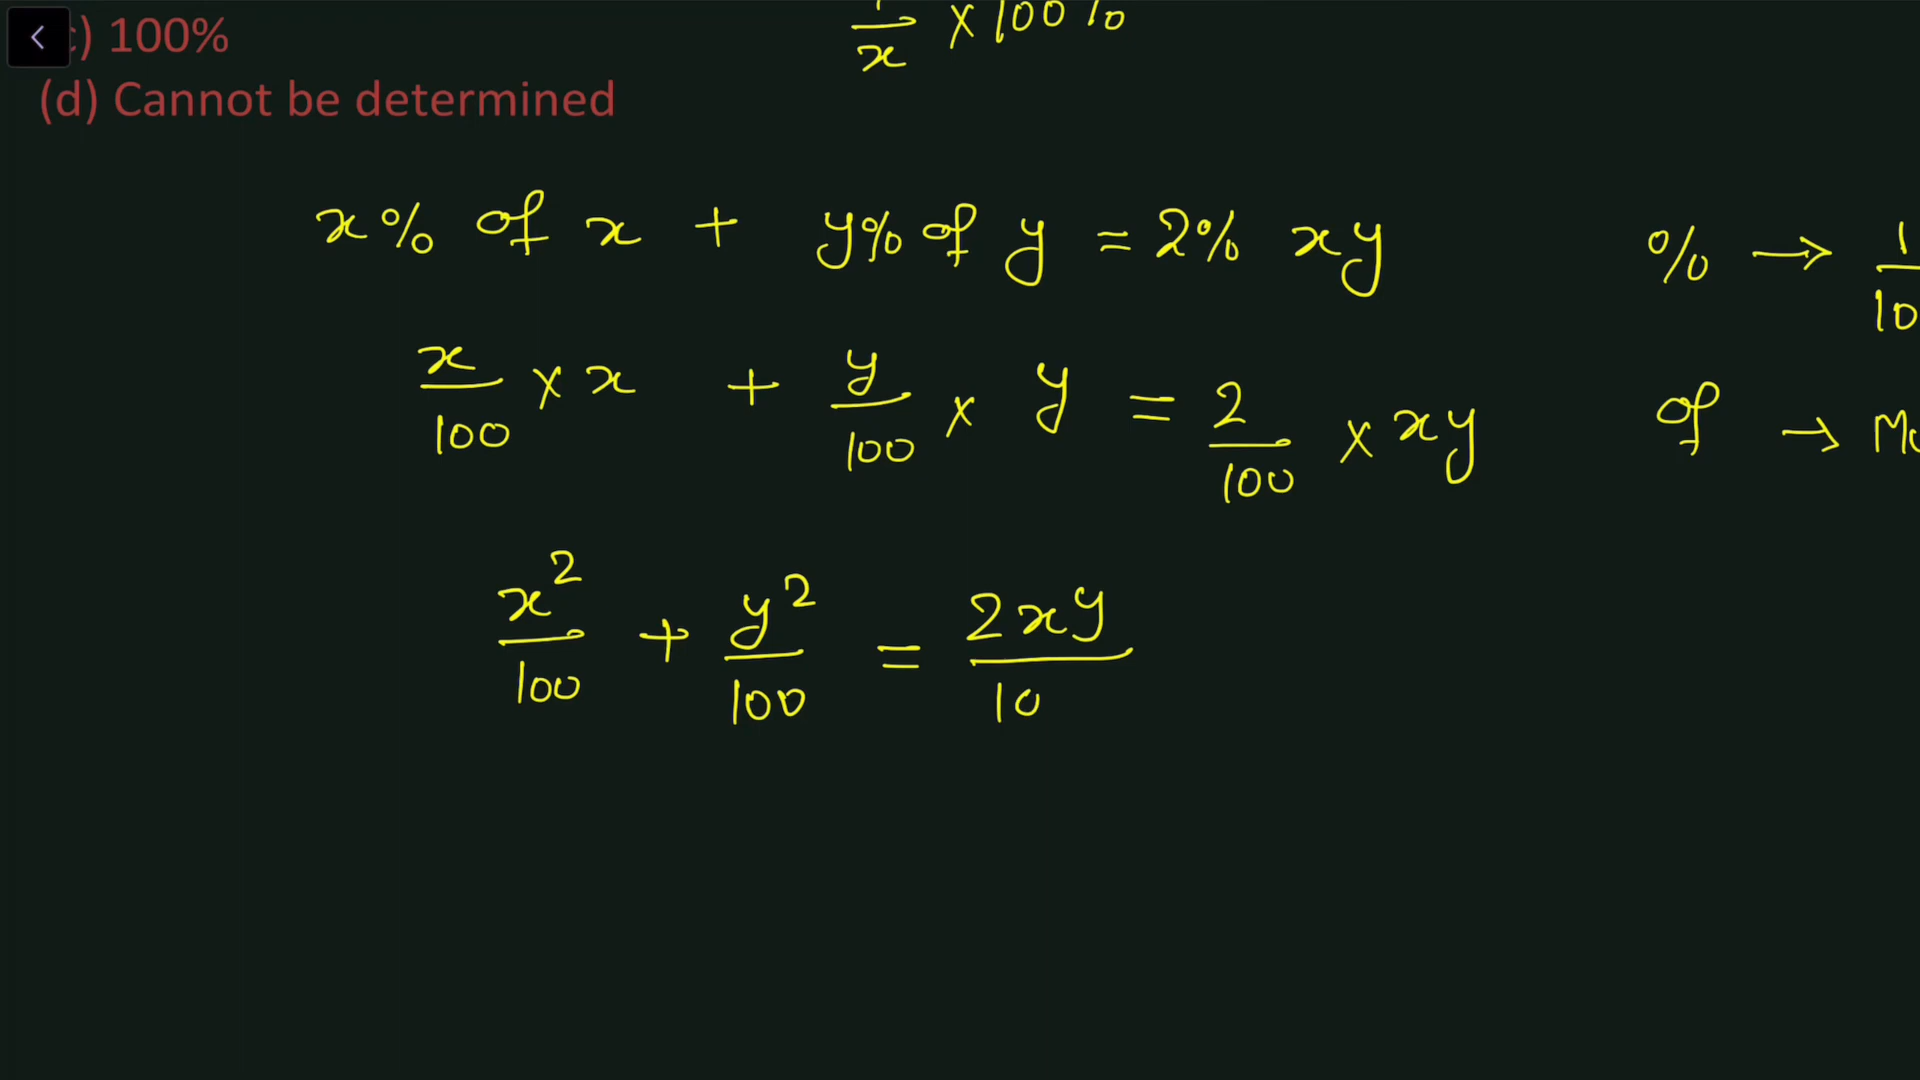 c) 100%
/x × 100%
(d) Cannot be determined
x% of x + y% of y = 2% xy
% → 1/10
x/100 × x + y/100 × y = 2/100 × xy
of →
x²/100 + y²/100 = 2xy/10